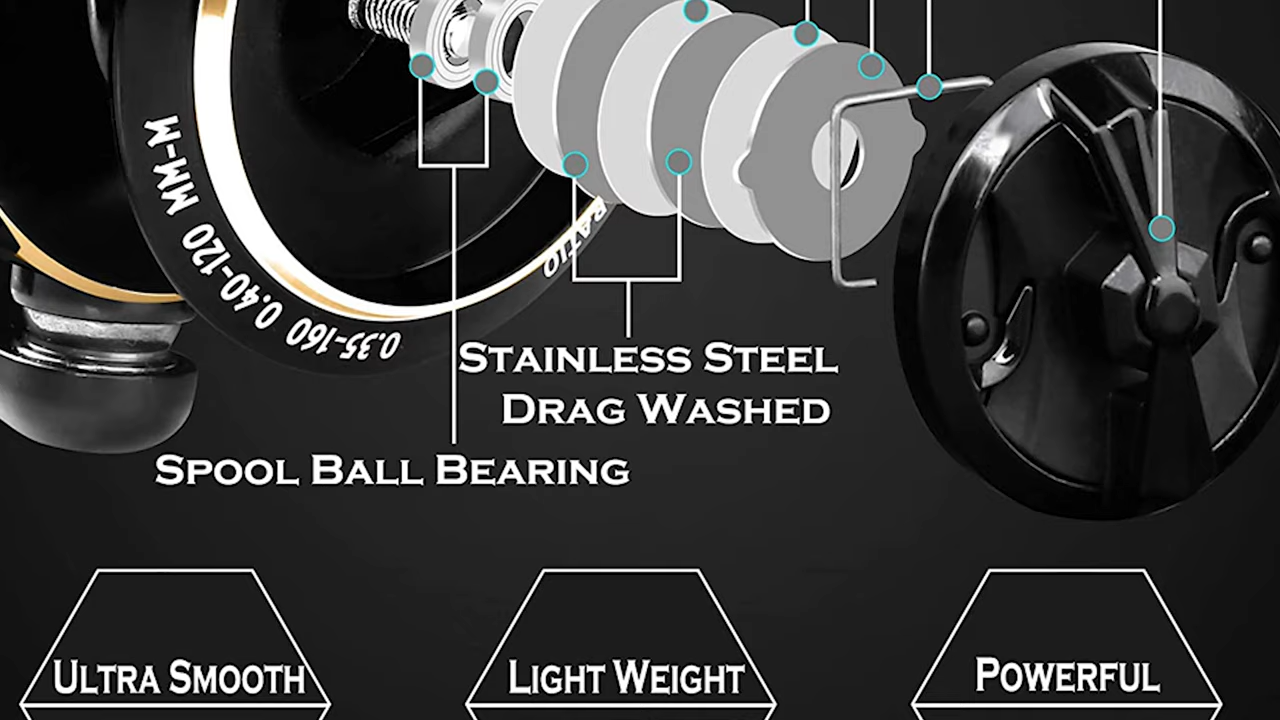 MM-M
0.40-120
0.35-160
RATIO
STAINLESS STEEL
DRAG WASHED
SPOOL BALL BEARING
ULTRA SMOOTH
LIGHT WEIGHT
POWERFUL